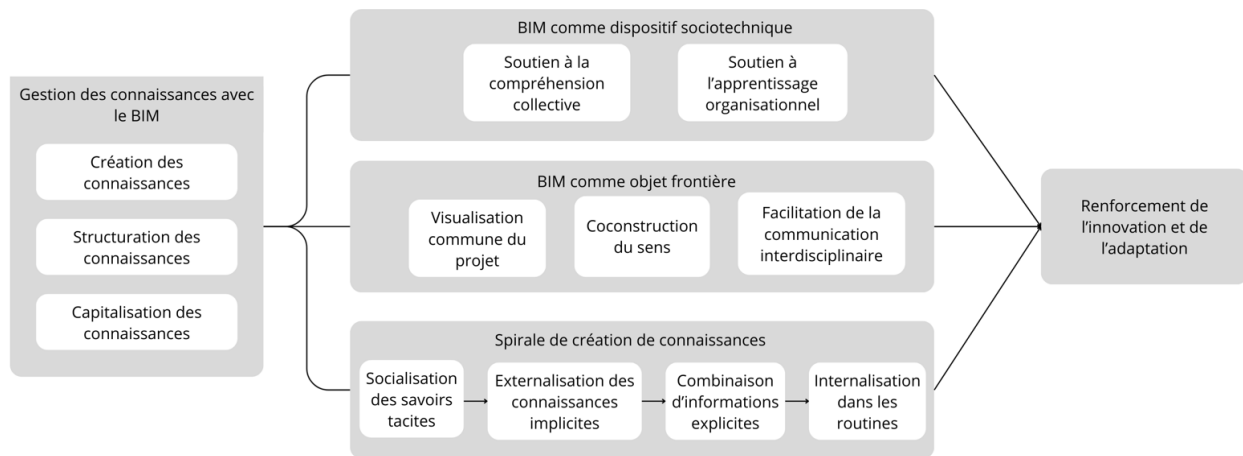 Gestion des connaissances avec
le BIM
Création des
connaissances
Structuration des
connaissances
Capitalisation des
connaissances
BIM comme dispositif sociotechnique
Soutien à la
compréhension
collective
Soutien à
l’apprentissage
organisationnel
BIM comme objet frontière
Visualisation
commune du
projet
Coconstruction
du sens
Facilitation de la
communication
interdisciplinaire
Spirale de création de connaissances
Socialisation
des savoirs
tacites
Externalisation des
connaissances
implicites
Combinaison
d’informations
explicites
Internalisation
dans les
routines
Renforcement de
l’innovation et de
l’adaptation